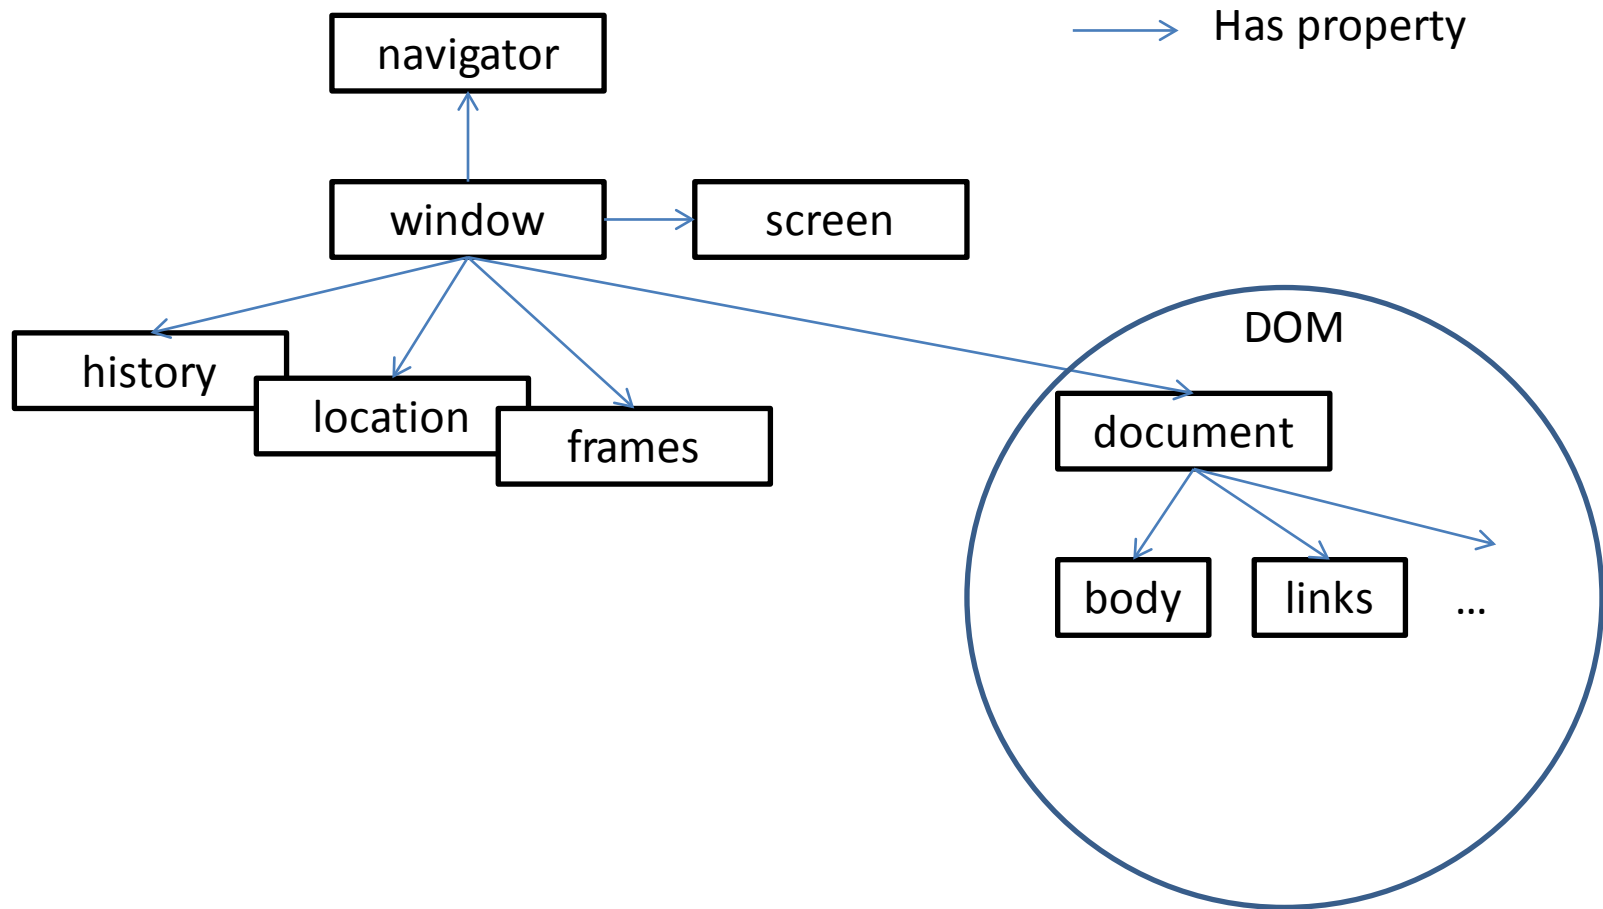 Has property
navigator
window
screen
history
location
frames
DOM
document
body
links
...